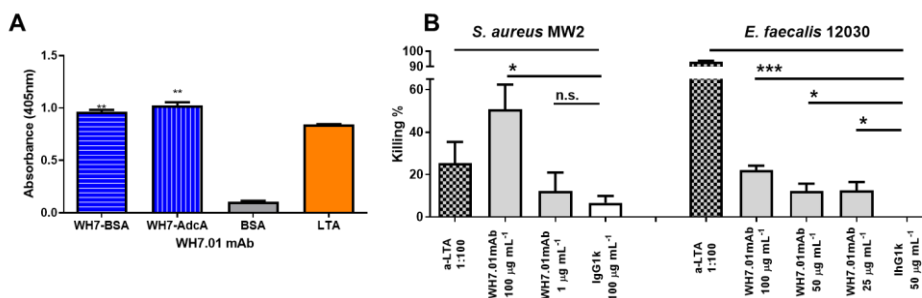 A
Absorbance (405nm)
1.5
1.0
0.5
0.0
**
**
WH7-BSA
WH7-AdcA
BSA
LTA
WH7.01 mAb
B
S. aureus MW2
E. faecalis 12030
Killing %
100
90
60
40
20
0
*
n.s.
***
*
*
a-LTA
1:100
WH7.01mAb
100 µg mL⁻¹
WH7.01mAb
1 µg mL⁻¹
IgG1k
100 µg mL⁻¹
a-LTA
1:100
WH7.01mAb
100 µg mL⁻¹
WH7.01mAb
50 µg mL⁻¹
WH7.01mAb
25 µg mL⁻¹
IhG1k
50 µg mL⁻¹